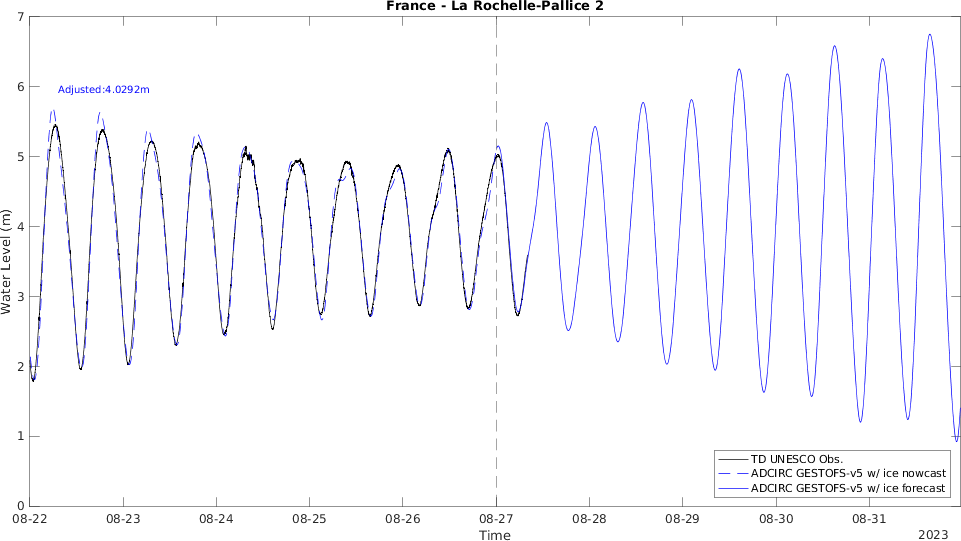 France - La Rochelle-Pallice 2
7
6
5
4
3
2
1
0
Water Level (m)
Adjusted:4.0292m
TD UNESCO Obs.
ADCIRC GESTOFS-v5 w/ ice nowcast
ADCIRC GESTOFS-v5 w/ ice forecast
08-22 08-23 08-24 08-25 08-26 08-27 08-28 08-29 08-30 08-31
Time
2023